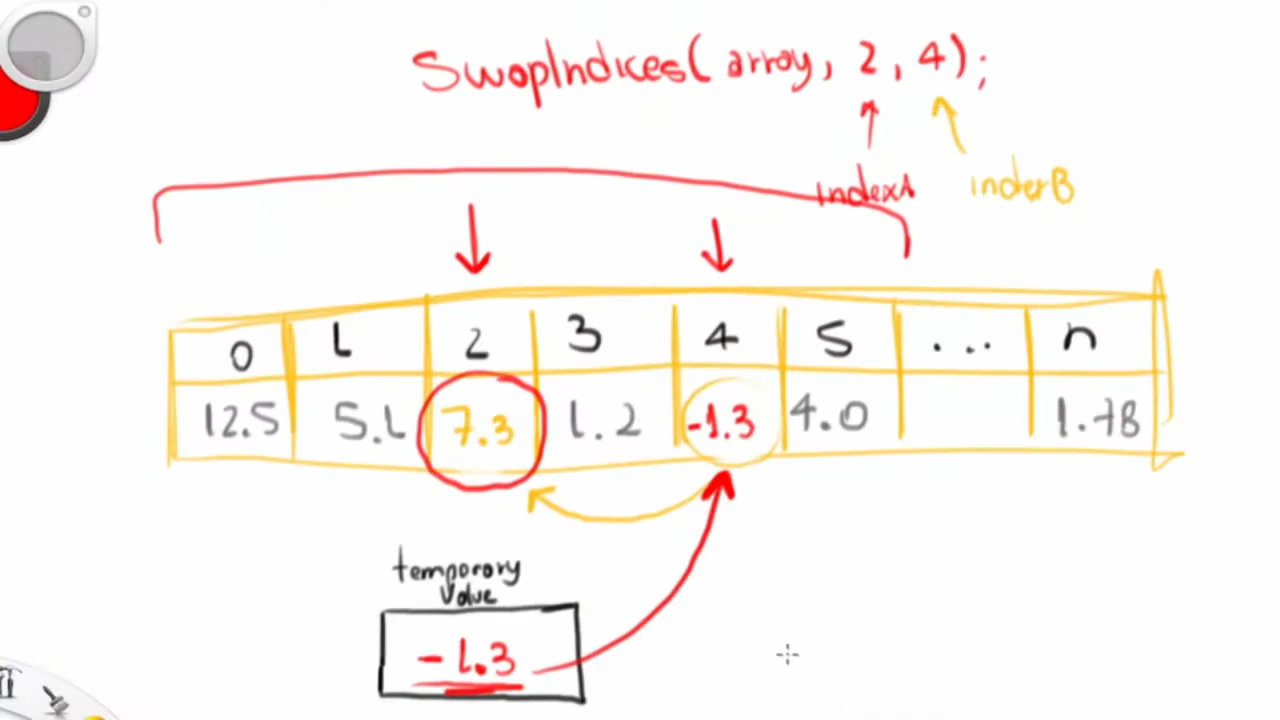 SwapIndices( array, 2, 4);
indexA inderB
0 1 2 3 4 5 ... n
12.5 5.1 7.3 1.2 -1.3 4.0 1.78
temporary
Value
-1.3